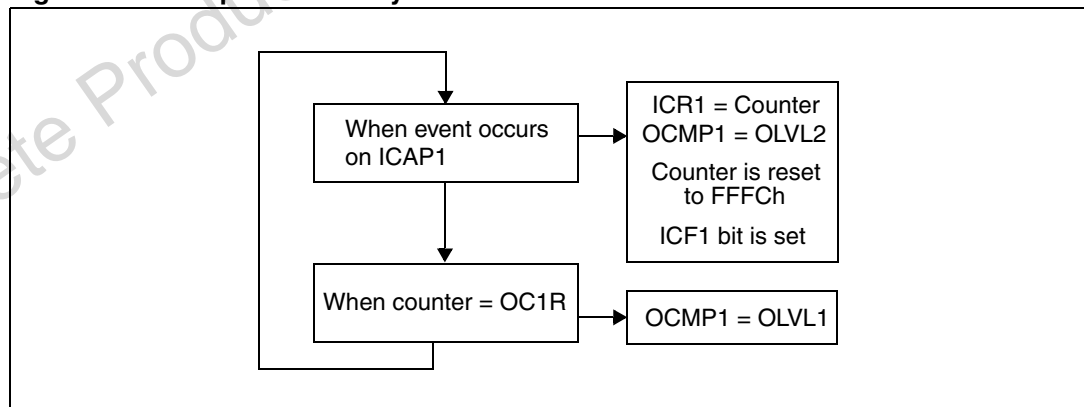 When event occurs
on ICAP1
ICR1 = Counter
OCMP1 = OLVL2
Counter is reset
to FFFCh
ICF1 bit is set
When counter = OC1R
OCMP1 = OLVL1